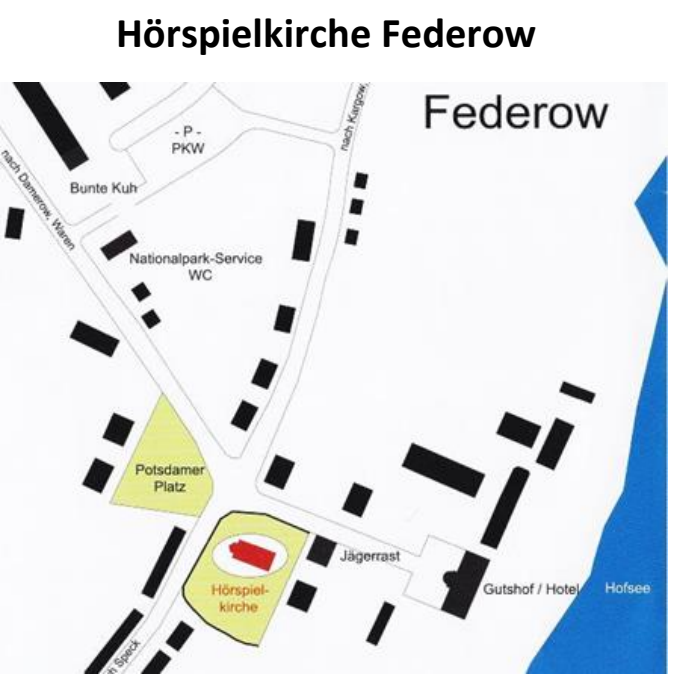 Hörspielkirche Federow
Federow
nach Kargow,
- P -
PKW
nach Damerow, Waren
Bunte Kuh
Nationalpark-Service
WC
Potsdamer
Platz
Jägerrast
Hörspiel-
kirche
Gutshof / Hotel
Hofsee
h Speck